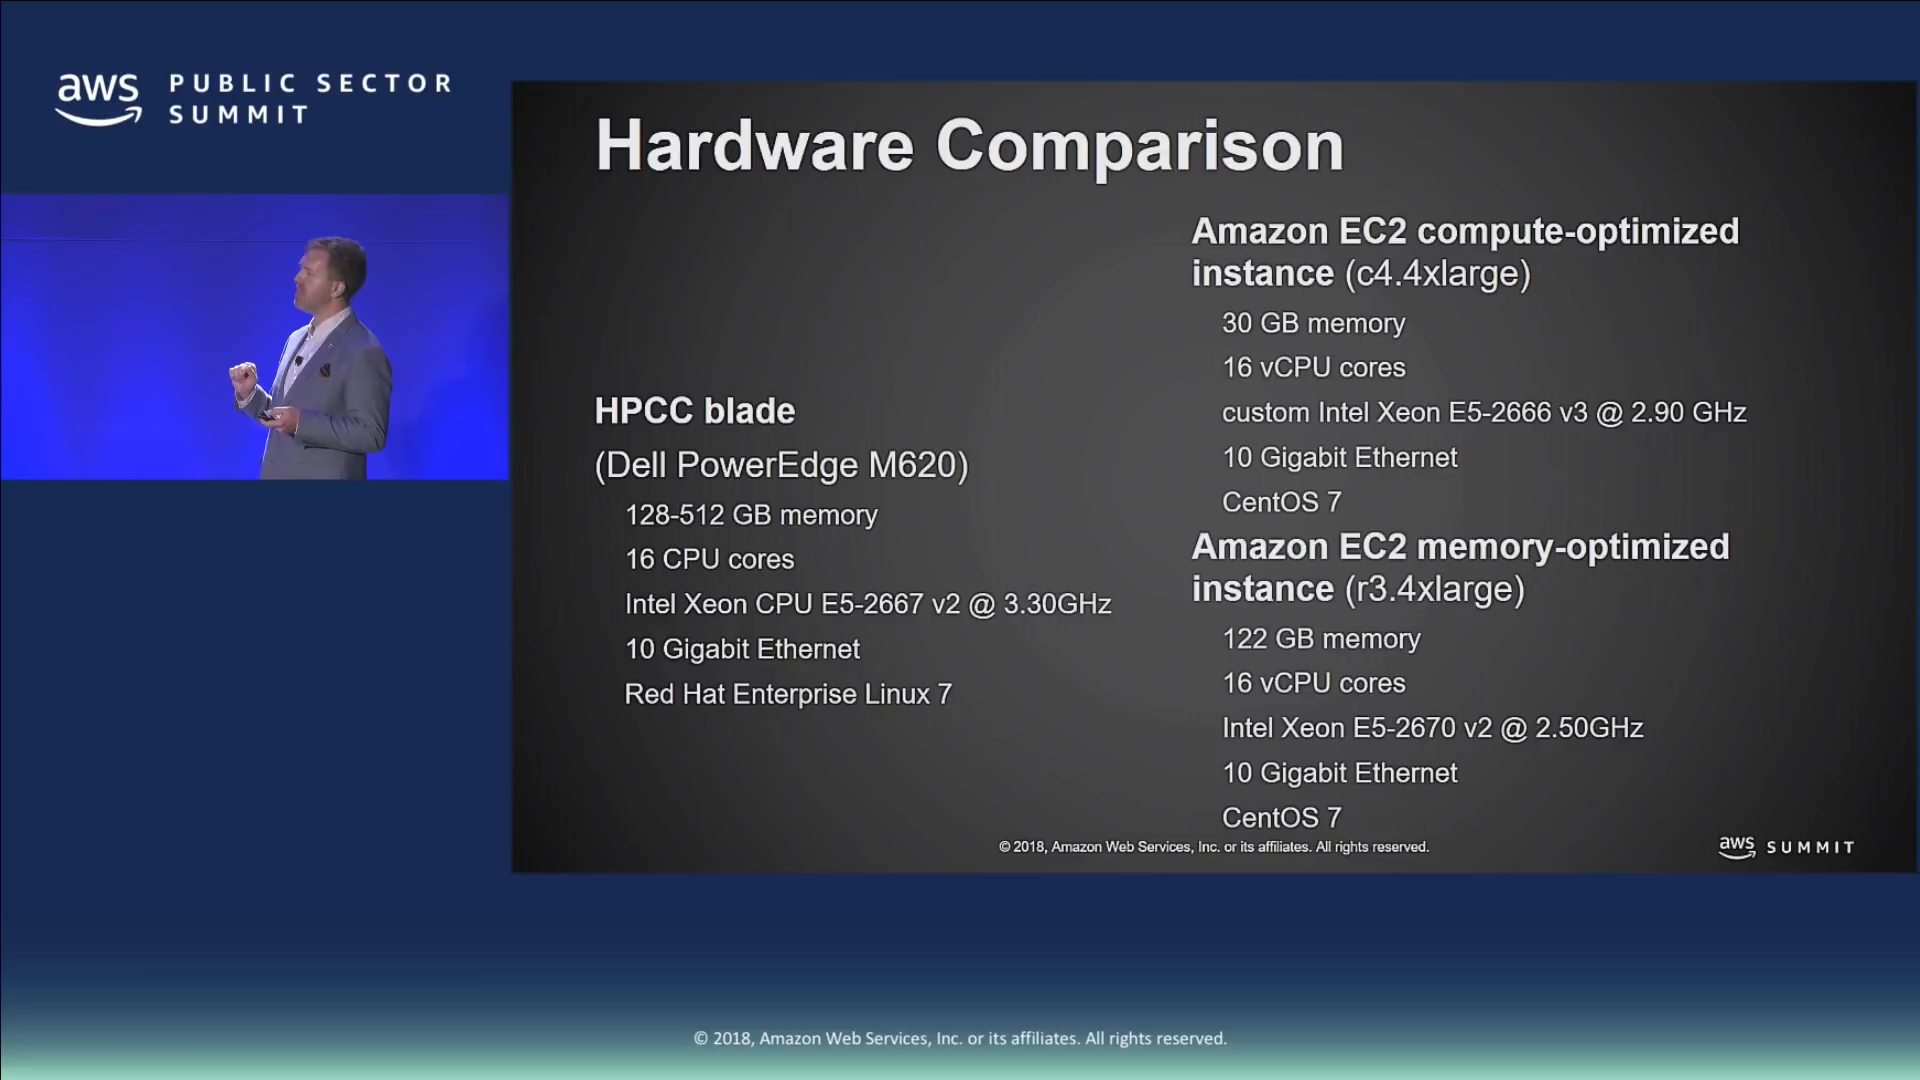 aws PUBLIC SECTOR
SUMMIT
Hardware Comparison
HPCC blade
(Dell PowerEdge M620)
128-512 GB memory
16 CPU cores
Intel Xeon CPU E5-2667 v2 @ 3.30GHz
10 Gigabit Ethernet
Red Hat Enterprise Linux 7
Amazon EC2 compute-optimized
instance (c4.4xlarge)
30 GB memory
16 vCPU cores
custom Intel Xeon E5-2666 v3 @ 2.90 GHz
10 Gigabit Ethernet
CentOS 7
Amazon EC2 memory-optimized
instance (r3.4xlarge)
122 GB memory
16 vCPU cores
Intel Xeon E5-2670 v2 @ 2.50GHz
10 Gigabit Ethernet
CentOS 7
© 2018, Amazon Web Services, Inc. or its affiliates. All rights reserved.
aws SUMMIT
© 2018, Amazon Web Services, Inc. or its affiliates. All rights reserved.